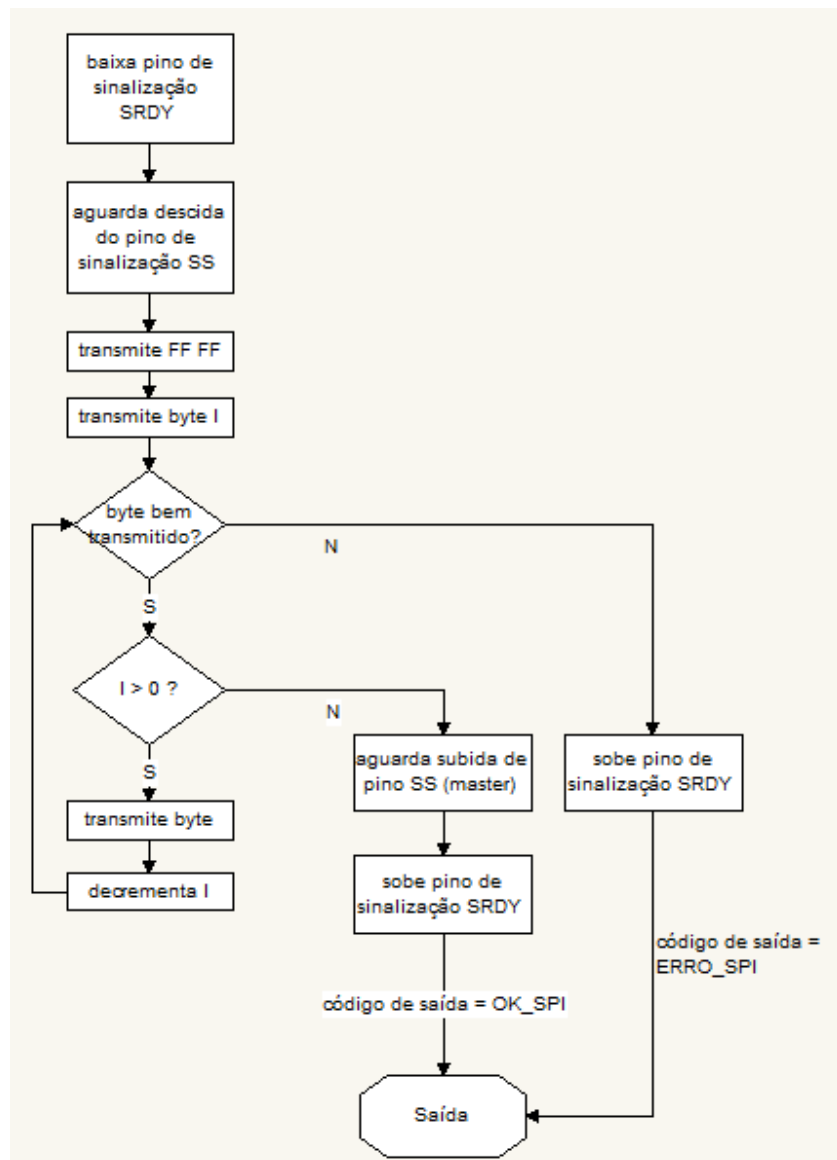 baixa pino de
sinalização
SRDY
aguarda descida
do pino de
sinalização SS
transmite FF FF
transmite byte I
byte bem
transmitido?
N
S
I > 0 ?
N
S
aguarda subida de
pino SS (master)
sobe pino de
sinalização SRDY
transmite byte
decrementa I
sobe pino de
sinalização SRDY
código de saída =
ERRO_SPI
código de saída = OK_SPI
Saída